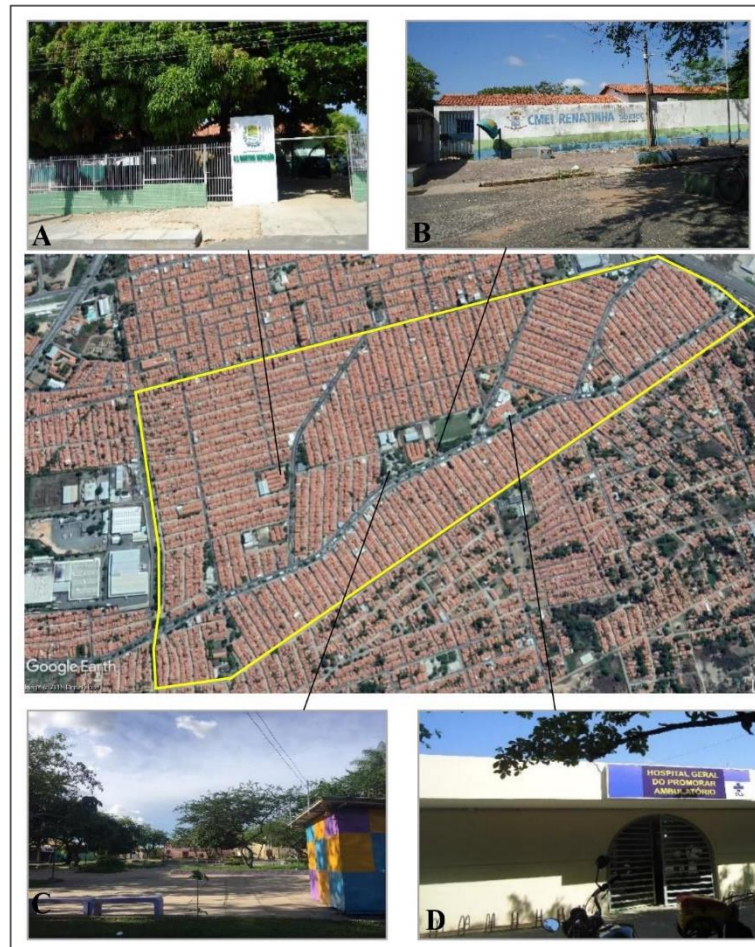 A
B
CMEI RENATINHA
Google Earth
C
HOSPITAL GERAL
DO PROMORAR
AMBULATÓRIO
D